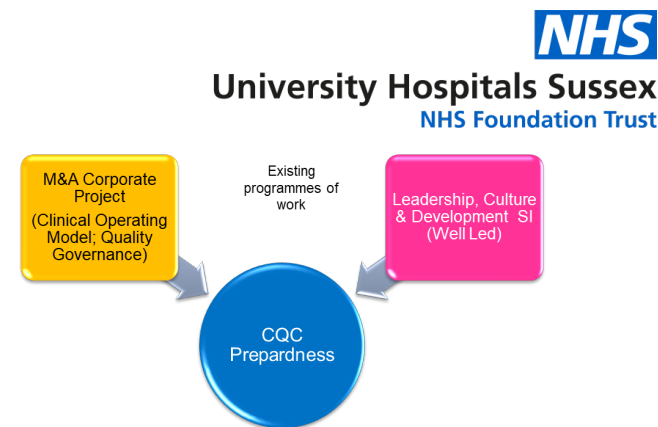 NHS
University Hospitals Sussex
NHS Foundation Trust
M&A Corporate
Project
(Clinical Operating
Model; Quality
Governance)
Existing
programmes of
work
Leadership, Culture
& Development SI
(Well Led)
CQC
Prepardness